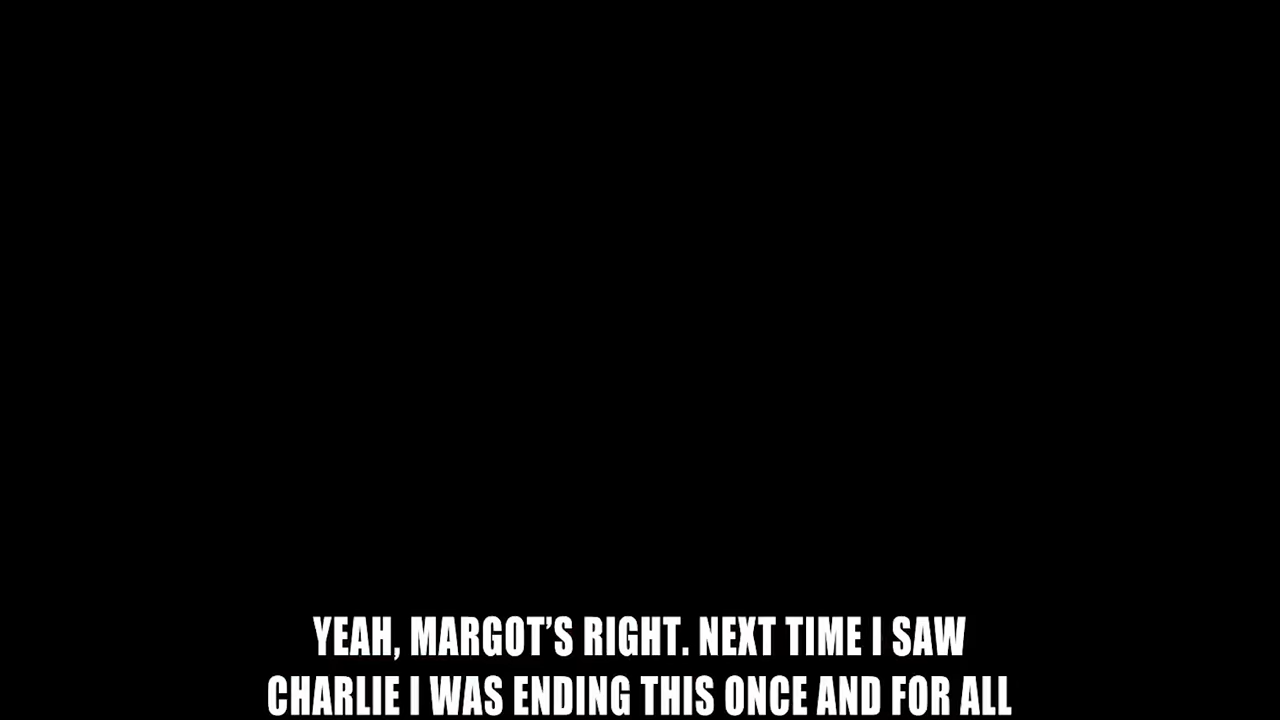 YEAH, MARGOT’S RIGHT. NEXT TIME I SAW
CHARLIE I WAS ENDING THIS ONCE AND FOR ALL